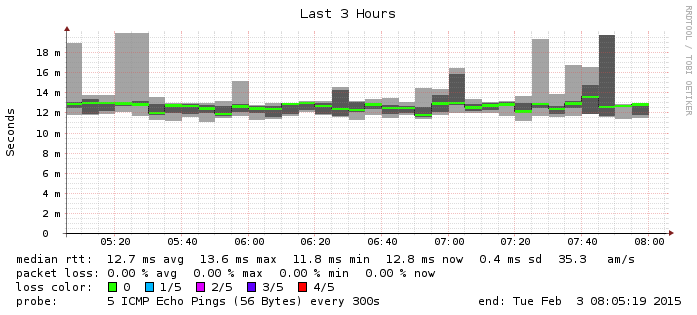 Last 3 Hours
RRDTOOL / TOBI OETIKER
Seconds
18 m
16 m
14 m
12 m
10 m
8 m
6 m
4 m
2 m
0
05:20 05:40 06:00 06:20 06:40 07:00 07:20 07:40 08:00
median rtt: 12.7 ms avg 13.6 ms max 11.8 ms min 12.8 ms now 0.4 ms sd 35.3 am/s
packet loss: 0.00 % avg 0.00 % max 0.00 % min 0.00 % now
loss color: 0 1/5 2/5 3/5 4/5
probe: 5 ICMP Echo Pings (56 Bytes) every 300s end: Tue Feb 3 08:05:19 2015